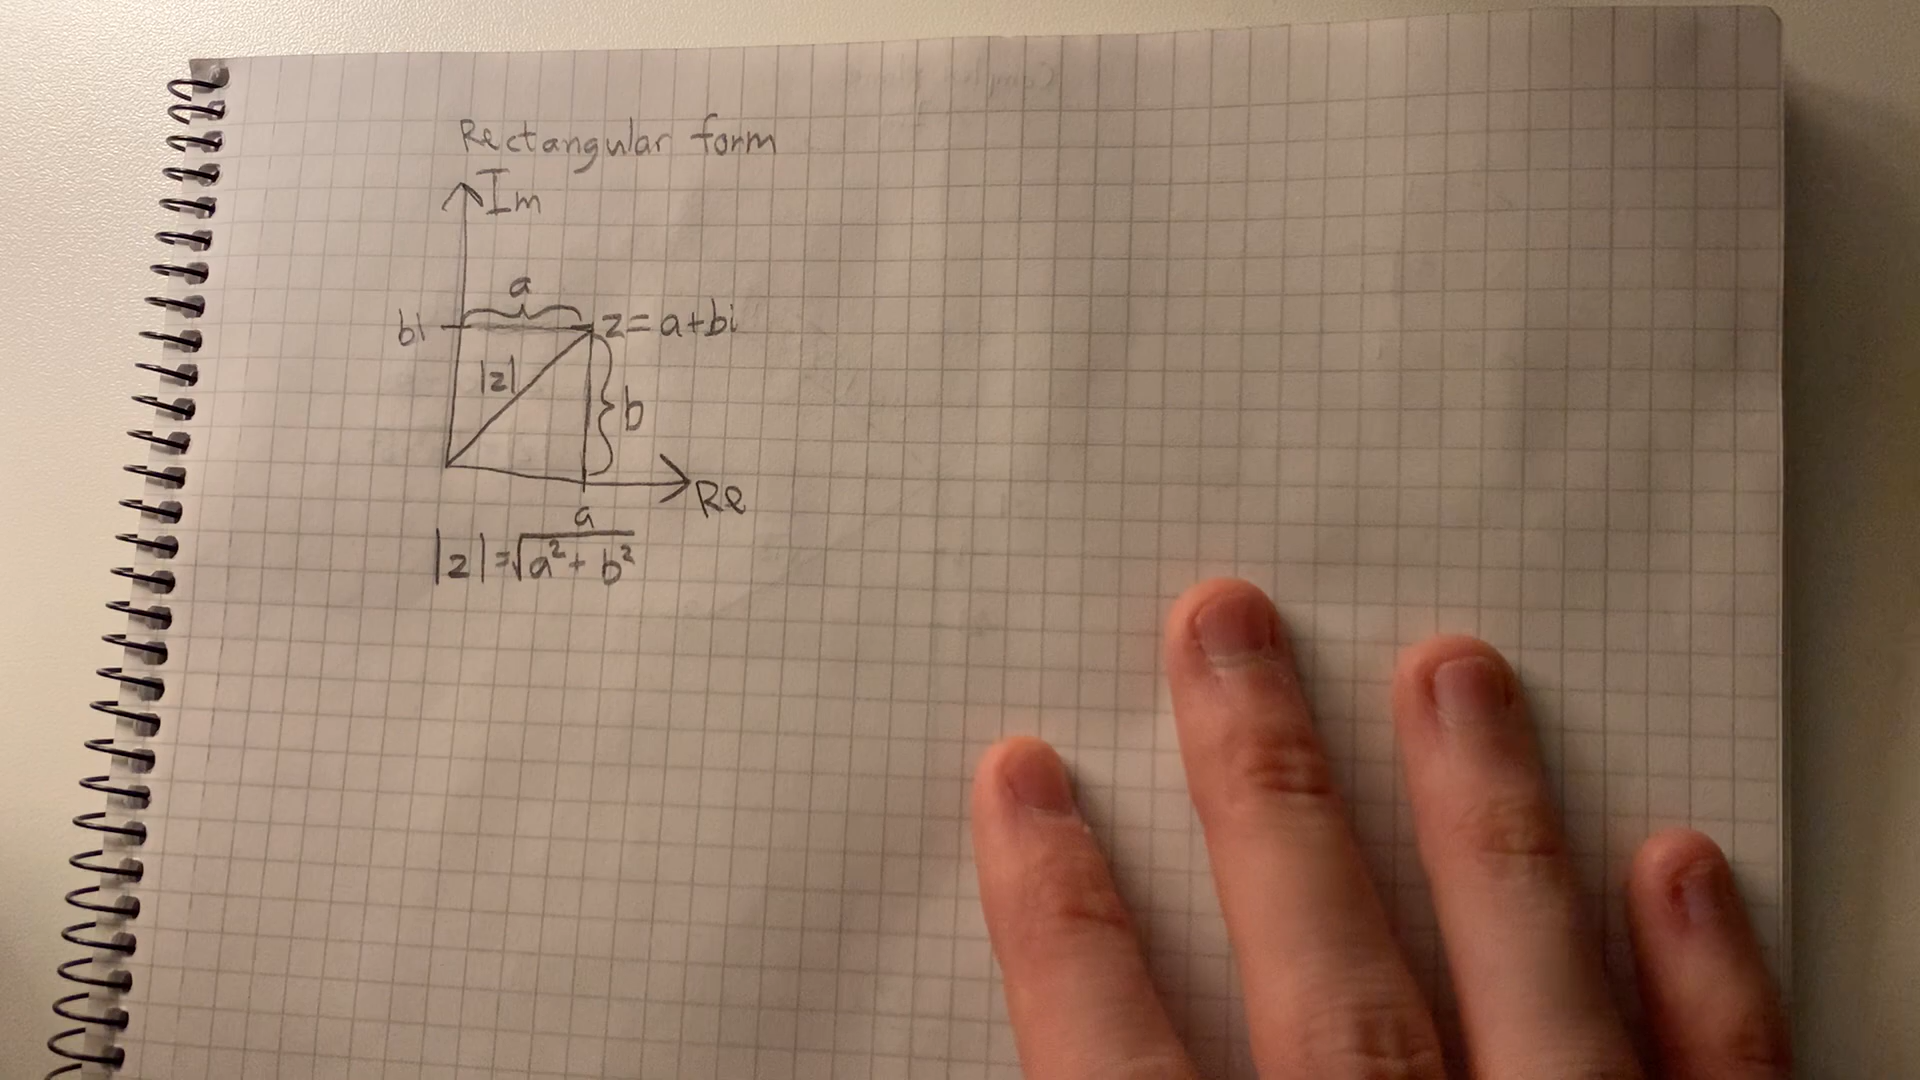 Rectangular form
Im
a
bi
z = a+bi
|z|
b
Re
a
|z| = √a² + b²